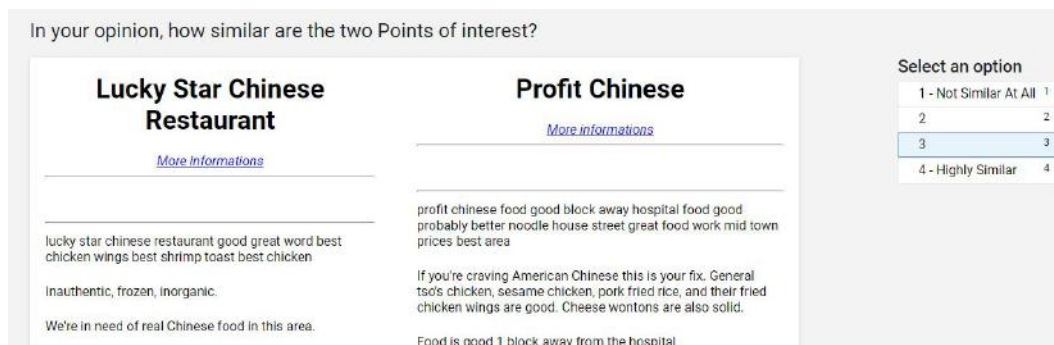 In your opinion, how similar are the two Points of interest?
Lucky Star Chinese
Restaurant
More informations
lucky star chinese restaurant good great word best
chicken wings best shrimp toast best chicken
Inauthentic, frozen, inorganic.
We're in need of real Chinese food in this area.
Profit Chinese
More informations
profit chinese food good block away hospital food good
probably better noodle house street great food work mid town
prices best area
If you're craving American Chinese this is your fix. General
tso's chicken, sesame chicken, pork fried rice, and their fried
chicken wings are good. Cheese wontons are also solid.
Food is good 1 block away from the hospital
Select an option
1 - Not Similar At All 1
2 2
3 3
4 - Highly Similar 4